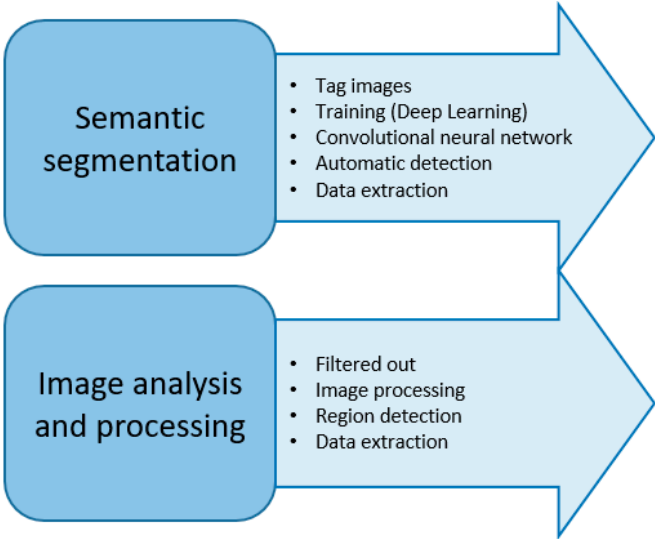 Semantic
segmentation
• Tag images
• Training (Deep Learning)
• Convolutional neural network
• Automatic detection
• Data extraction
Image analysis
and processing
• Filtered out
• Image processing
• Region detection
• Data extraction